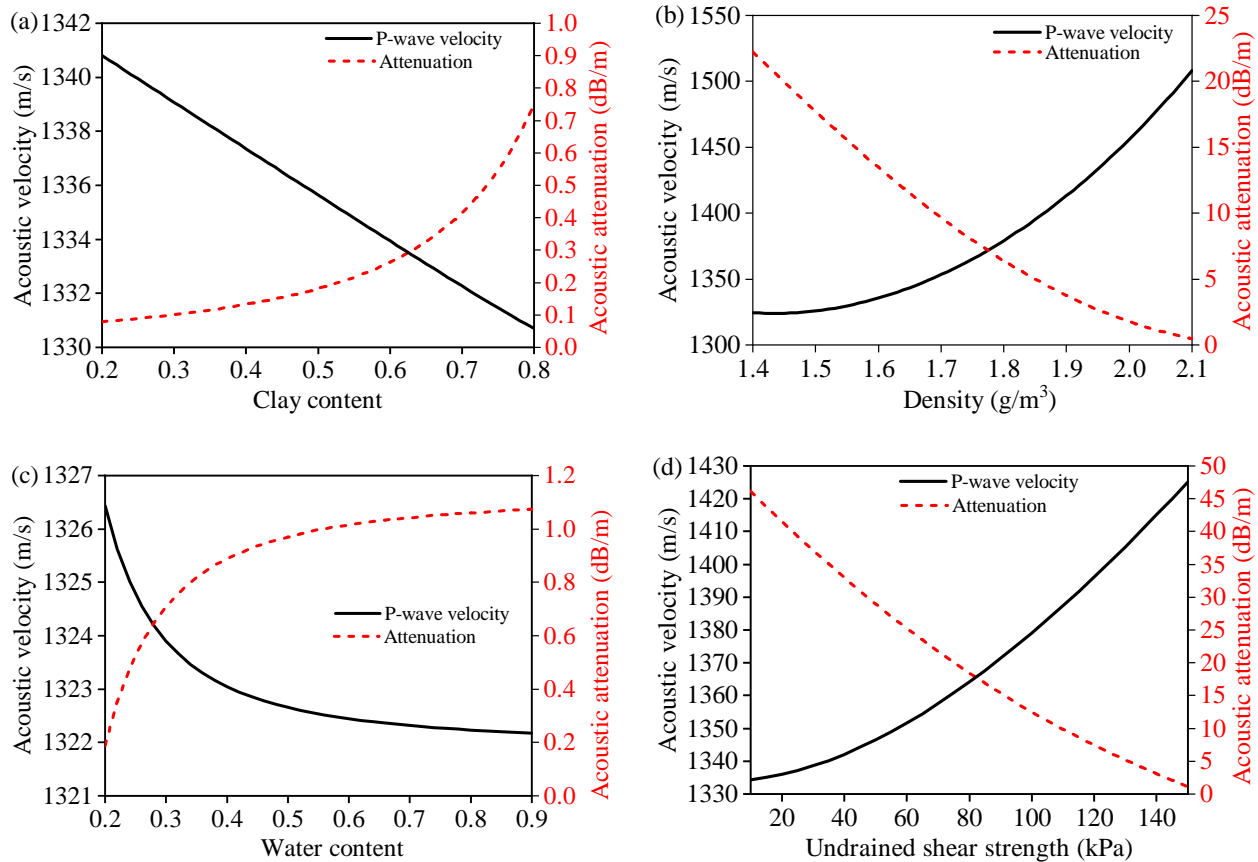 (a)
1342
1340
1338
1336
1334
1332
1330
Acoustic velocity (m/s)
P-wave velocity
Attenuation
1.0
0.9
0.8
0.7
0.6
0.5
0.4
0.3
0.2
0.1
0.0
Acoustic attenuation (dB/m)
0.2 0.3 0.4 0.5 0.6 0.7 0.8
Clay content
(b)
1550
1500
1450
1400
1350
1300
Acoustic velocity (m/s)
P-wave velocity
Attenuation
25
20
15
10
5
0
Acoustic attenuation (dB/m)
1.4 1.5 1.6 1.7 1.8 1.9 2.0 2.1
Density (g/m³)
(c)
1327
1326
1325
1324
1323
1322
1321
Acoustic velocity (m/s)
P-wave velocity
Attenuation
1.2
1.0
0.8
0.6
0.4
0.2
0.0
Acoustic attenuation (dB/m)
0.2 0.3 0.4 0.5 0.6 0.7 0.8 0.9
Water content
(d)
1430
1420
1410
1400
1390
1380
1370
1360
1350
1340
1330
Acoustic velocity (m/s)
P-wave velocity
Attenuation
50
45
40
35
30
25
20
15
10
5
0
Acoustic attenuation (dB/m)
20 40 60 80 100 120 140
Undrained shear strength (kPa)